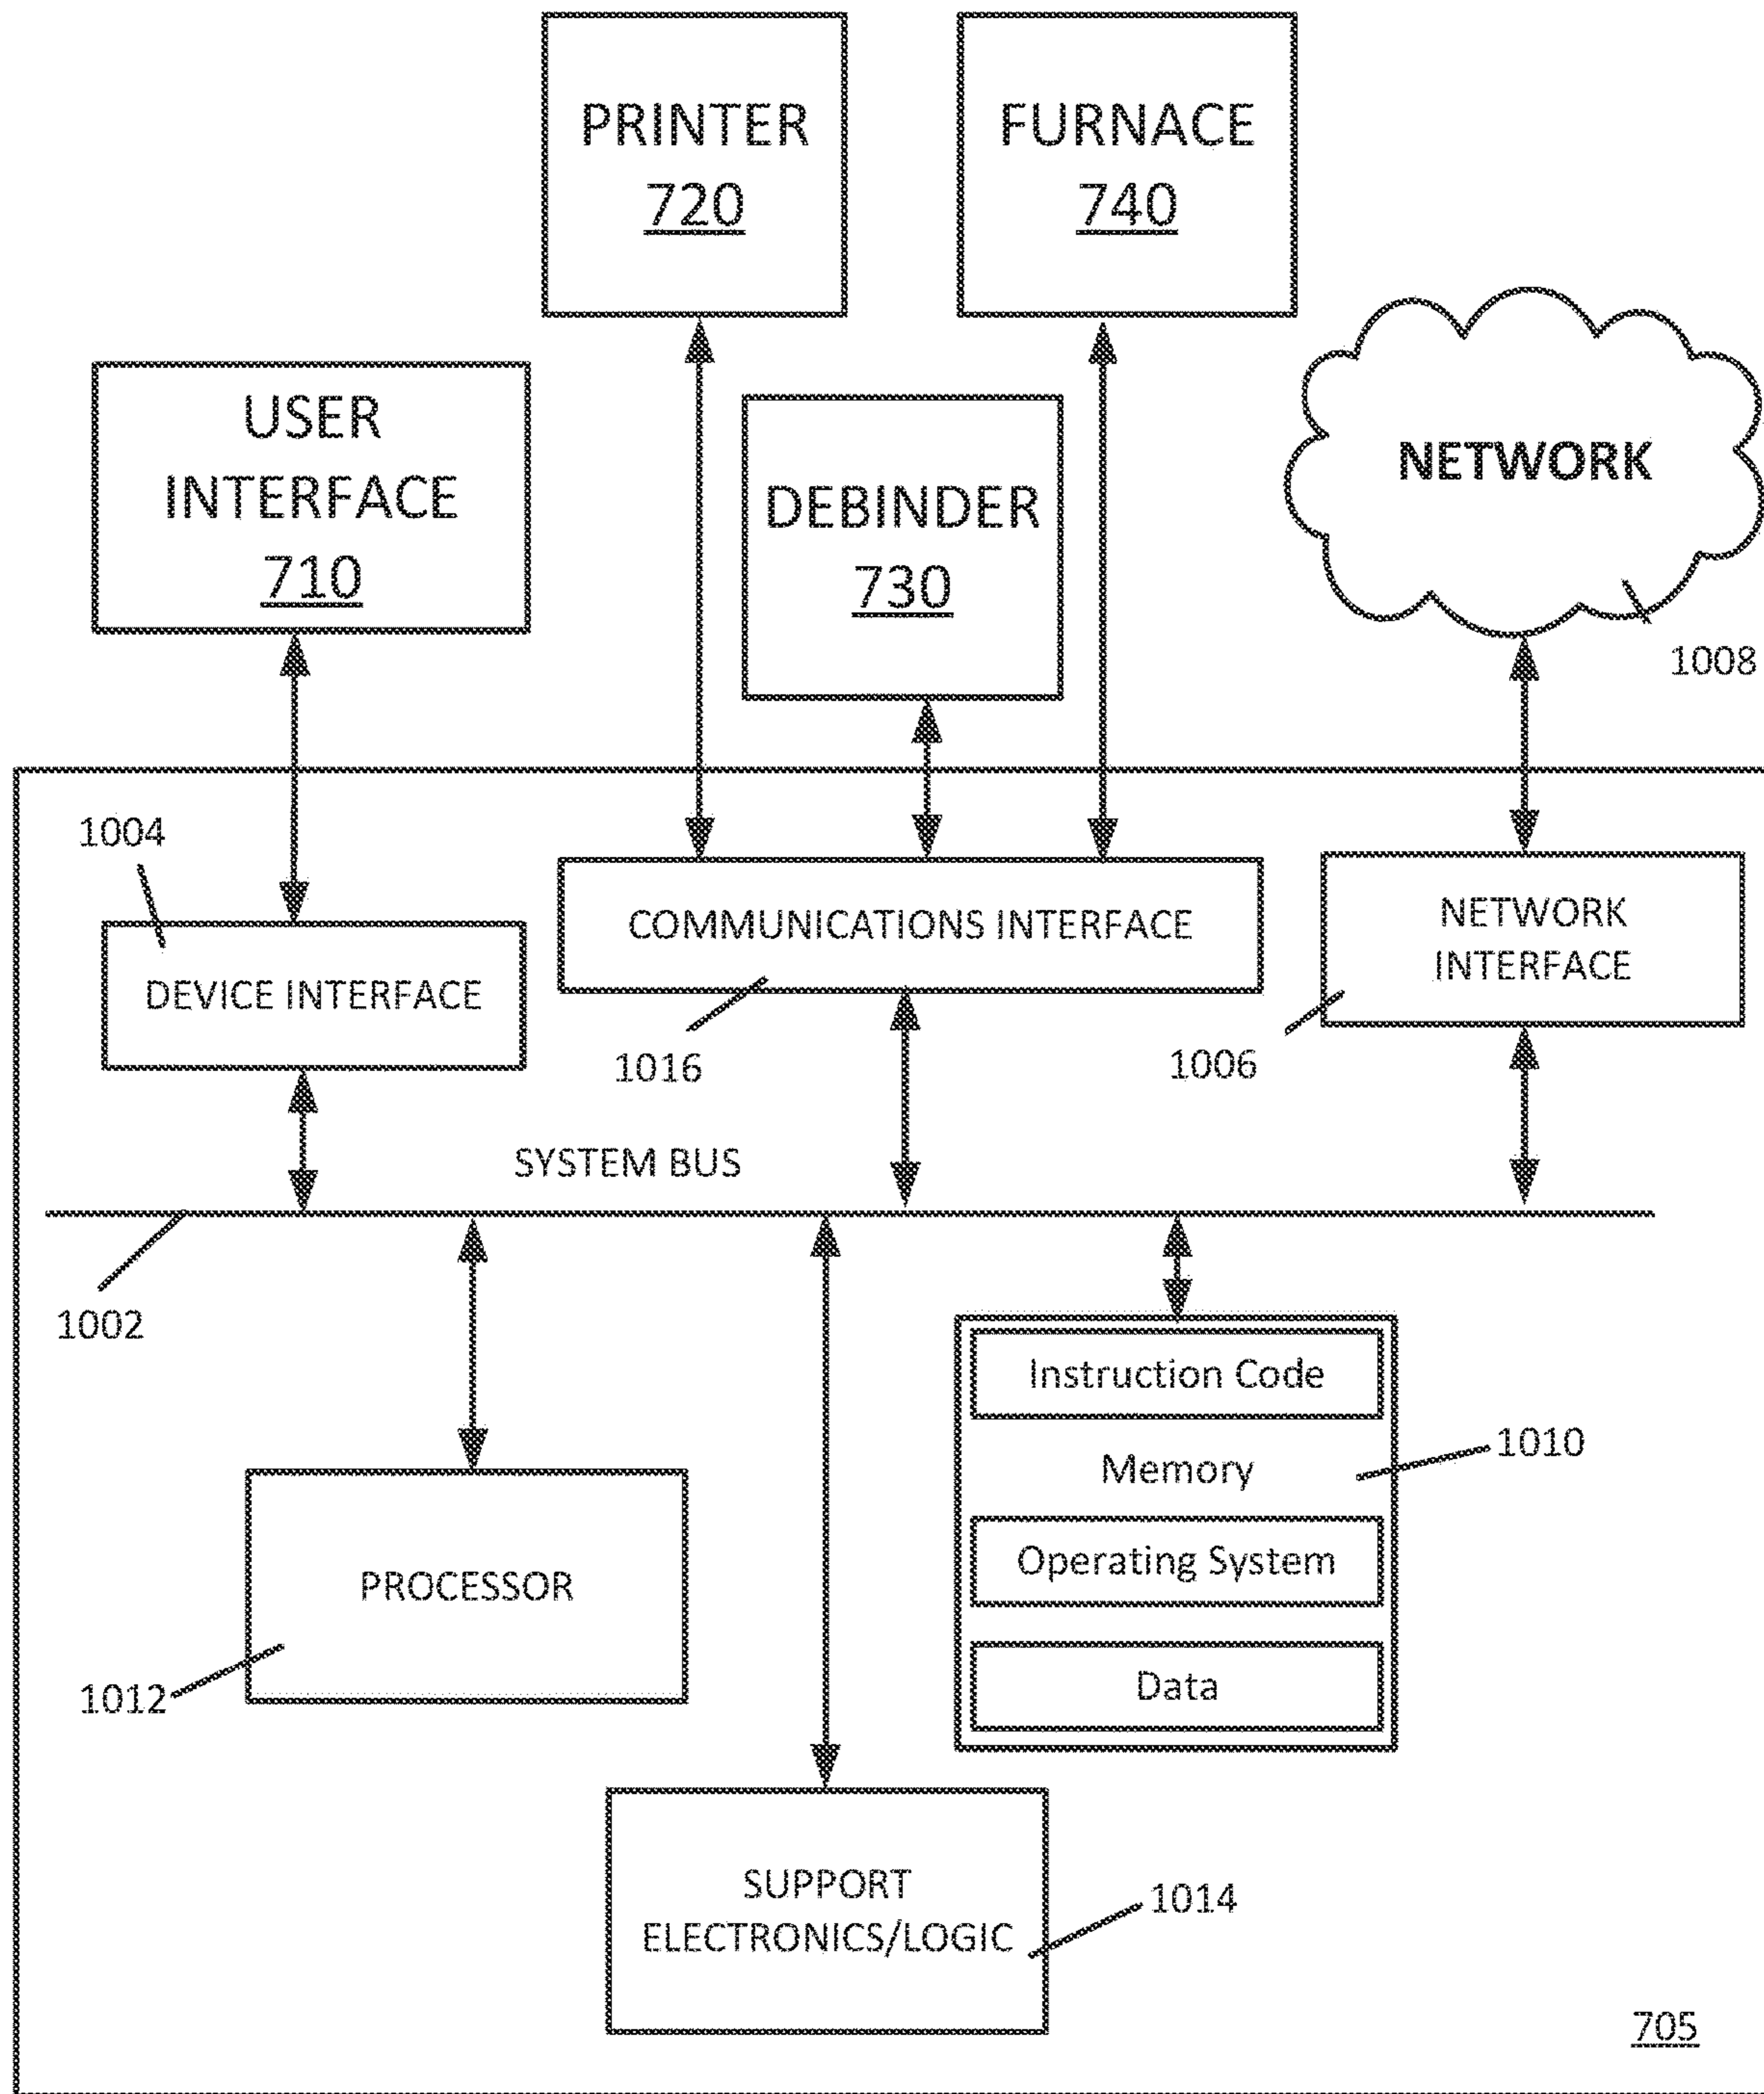 PRINTER
720
FURNACE
740
USER
INTERFACE
710
DEBINDER
730
NETWORK
1008
1004
DEVICE INTERFACE
COMMUNICATIONS INTERFACE
1016
NETWORK
INTERFACE
1006
SYSTEM BUS
1002
Instruction Code
Memory
1010
Operating System
Data
PROCESSOR
1012
SUPPORT
ELECTRONICS/LOGIC
1014
705